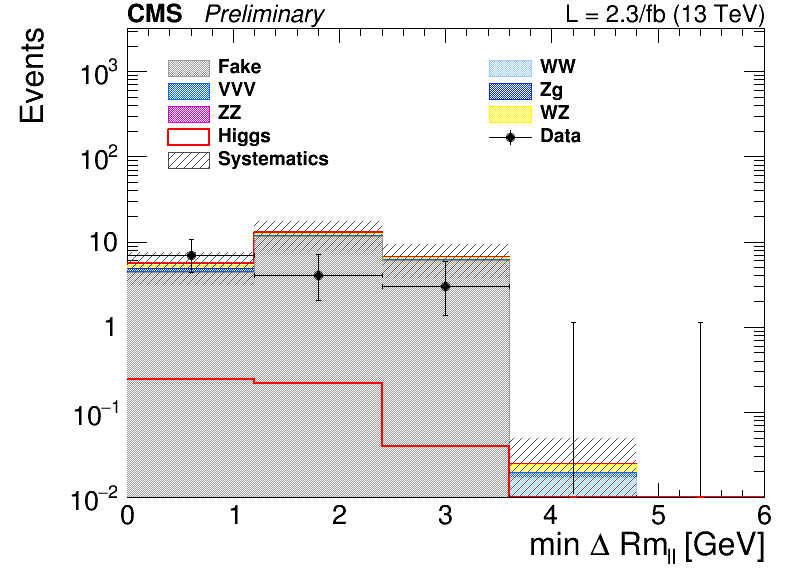 CMS Preliminary L = 2.3/fb (13 TeV)
Events
Fake WW
VVV Zg
ZZ WZ
Higgs Data
Systematics
10³
10²
10
1
10⁻¹
10⁻²
0 1 2 3 4 5 6
min Δ Rm_ll [GeV]